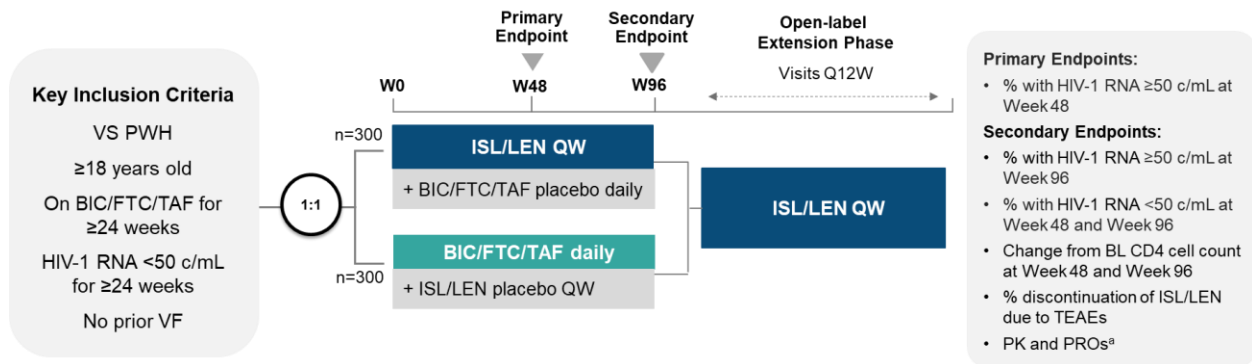 Key Inclusion Criteria
VS PWH
≥18 years old
On BIC/FTC/TAF for
≥24 weeks
HIV-1 RNA <50 c/mL
for ≥24 weeks
No prior VF
1:1
Primary
Endpoint
Secondary
Endpoint
Open-label
Extension Phase
Visits Q12W
W0
W48
W96
n=300
ISL/LEN QW
+ BIC/FTC/TAF placebo daily
n=300
BIC/FTC/TAF daily
+ ISL/LEN placebo QW
ISL/LEN QW
Primary Endpoints:
• % with HIV-1 RNA ≥50 c/mL at
Week 48
Secondary Endpoints:
• % with HIV-1 RNA ≥50 c/mL at
Week 96
• % with HIV-1 RNA <50 c/mL at
Week 48 and Week 96
• Change from BL CD4 cell count
at Week 48 and Week 96
• % discontinuation of ISL/LEN
due to TEAEs
• PK and PROsᵃ